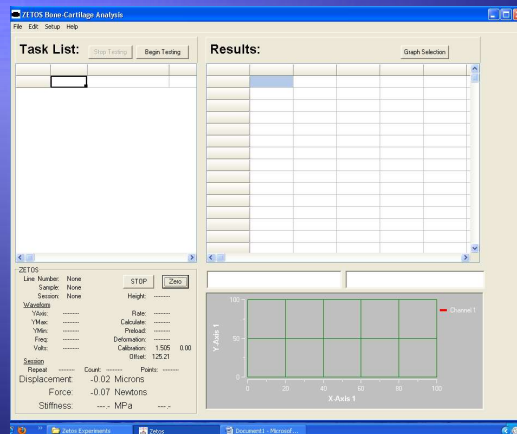 ZETOS Bone-Cartilage Analysis
File Edit Setup Help
Task List: Stop Testing Begin Testing
Results: Graph Selection
ZETOS
Line Number: None
Sample: None
Session: None
STOP Zero
Height: --------
Waveform
YAxis: --------
YMax: --------
YMin: --------
Freq: --------
Volts: --------
Rate: --------
Calculate: --------
Preload: --------
Deformation: --------
Calibration: 1.505 0.00
Offset: 125.21
Session
Repeat -------- Count: -------- Points: --------
Displacement: -0.02 Microns
Force: -0.07 Newtons
Stiffness: ---.- MPa ---.-
100
50
0
Y-Axis 1
0 20 40 60 80 100
X-Axis 1
Channel 1
Zetos Experiments Zetos Document1 - Microsof...